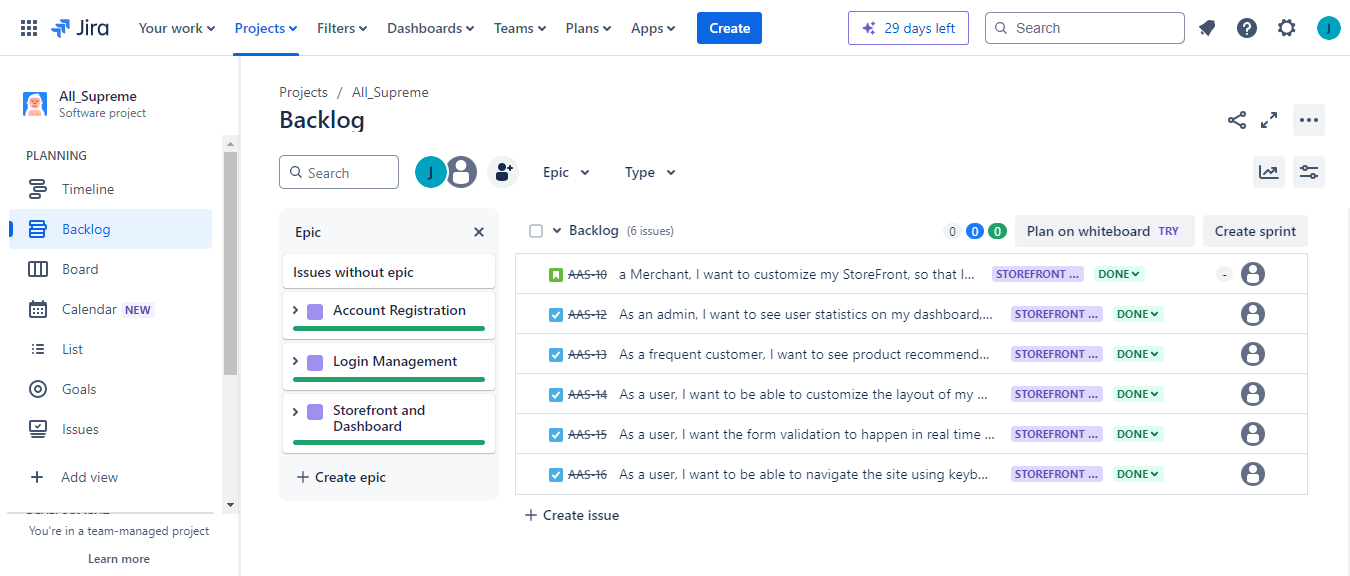 Jira Your work Projects Filters Dashboards Teams Plans Apps Create 29 days left Search J
All_Supreme
Software project
PLANNING
Timeline
Backlog
Board
Calendar NEW
List
Goals
Issues
Add view
You're in a team-managed project
Learn more
Projects / All_Supreme
Backlog
Search J Epic Type
Epic
Issues without epic
Account Registration
Login Management
Storefront and
Dashboard
Create epic
Backlog (6 issues) 0 0 0 Plan on whiteboard TRY Create sprint
AAS-10 a Merchant, I want to customize my StoreFront, so that I... STOREFRONT ... DONE -
AAS-12 As an admin, I want to see user statistics on my dashboard,... STOREFRONT ... DONE
AAS-13 As a frequent customer, I want to see product recommend... STOREFRONT ... DONE
AAS-14 As a user, I want to be able to customize the layout of my ... STOREFRONT ... DONE
AAS-15 As a user, I want the form validation to happen in real time ... STOREFRONT ... DONE
AAS-16 As a user, I want to be able to navigate the site using keyb... STOREFRONT ... DONE
Create issue